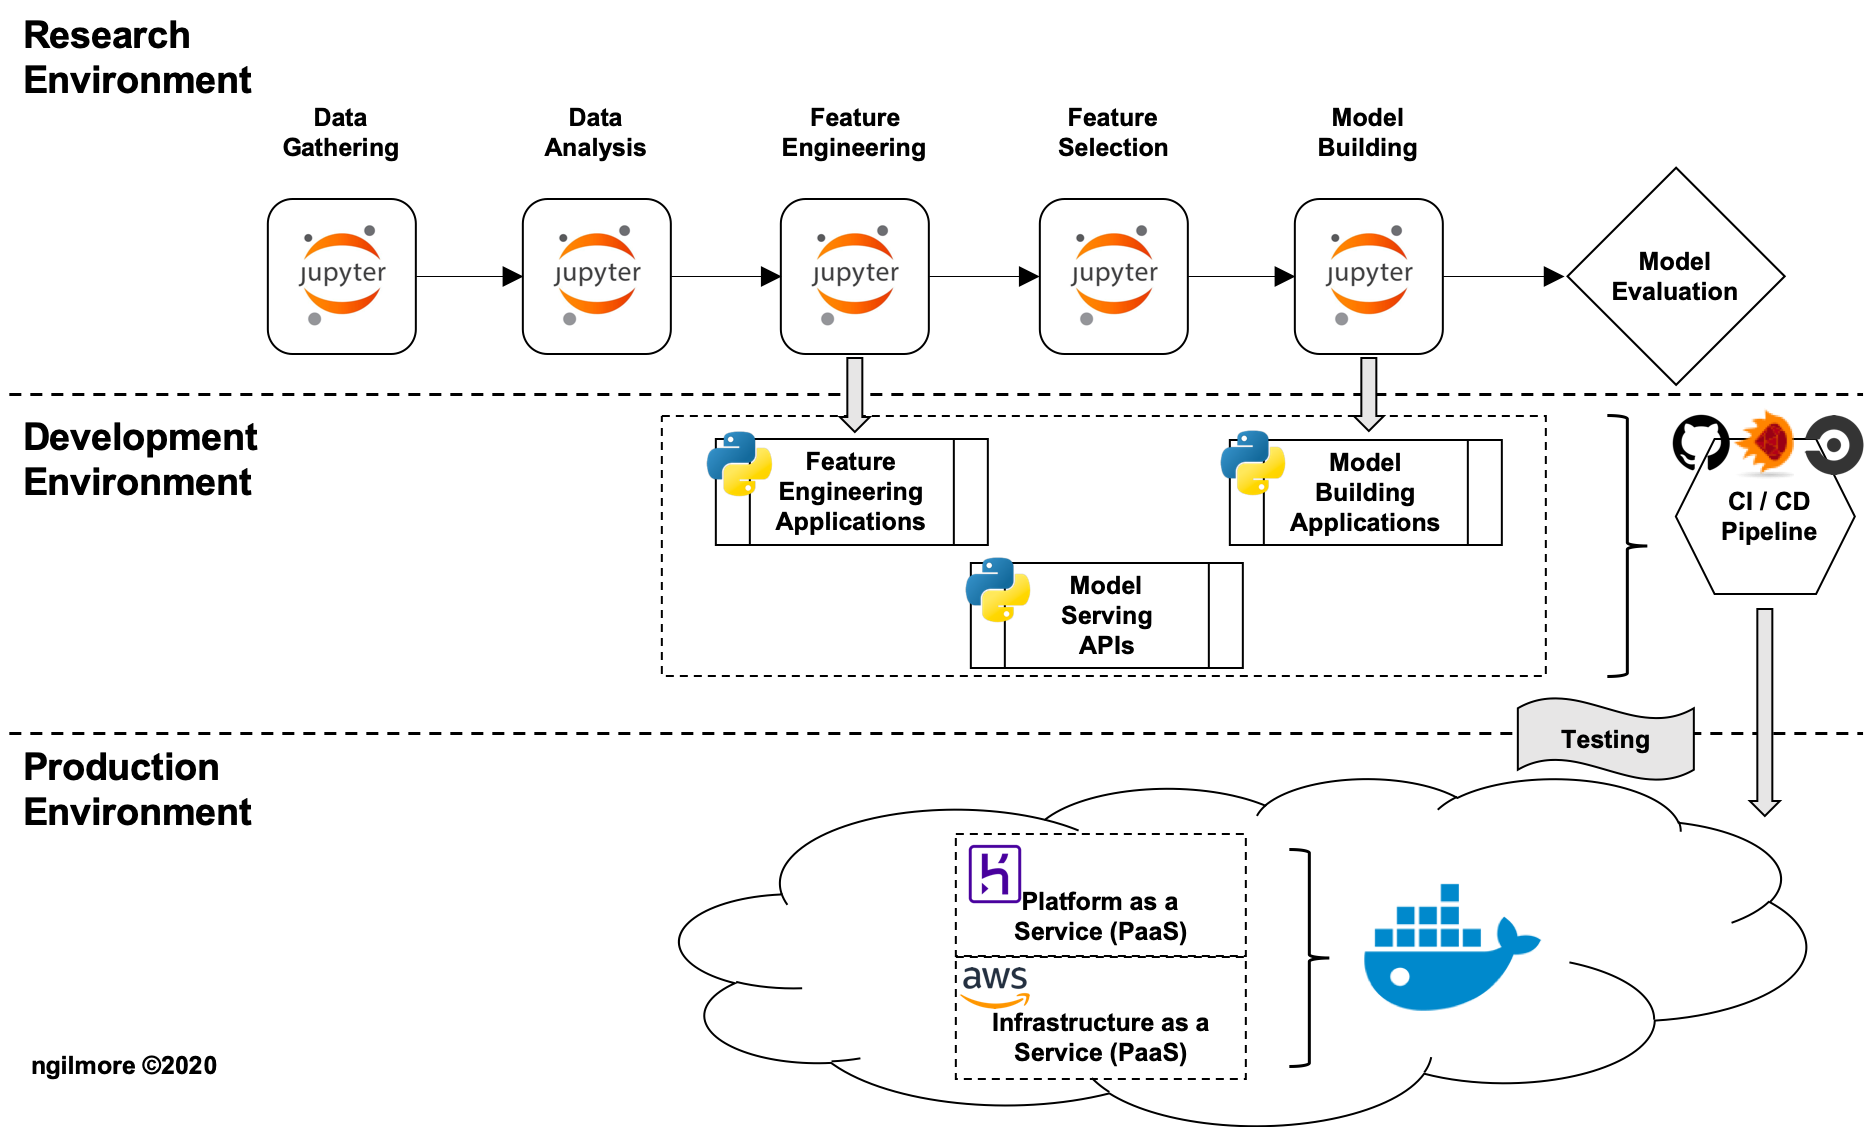 Research
Environment
Data
Gathering
Data
Analysis
Feature
Engineering
Feature
Selection
Model
Building
jupyter
jupyter
jupyter
jupyter
jupyter
Model
Evaluation
Development
Environment
Feature
Engineering
Applications
Model
Building
Applications
Model
Serving
APIs
CI / CD
Pipeline
Testing
Production
Environment
Platform as a
Service (PaaS)
aws
Infrastructure as a
Service (PaaS)
ngilmore ©2020